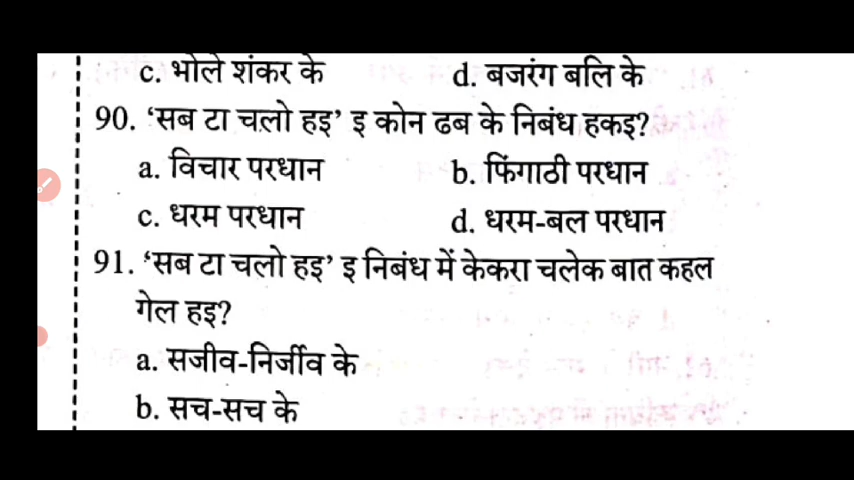 c. भोले शंकर के d. बजरंग बलि के
90. ‘सब टा चलो हइ’ इ कोन ढब के निबंध हकइ?
a. विचार परधान b. फिंगाठी परधान
c. धरम परधान d. धरम-बल परधान
91. ‘सब टा चलो हइ’ इ निबंध में केकरा चलेक बात कहल
गेल हइ?
a. सजीव-निर्जीव के
b. सच-सच के